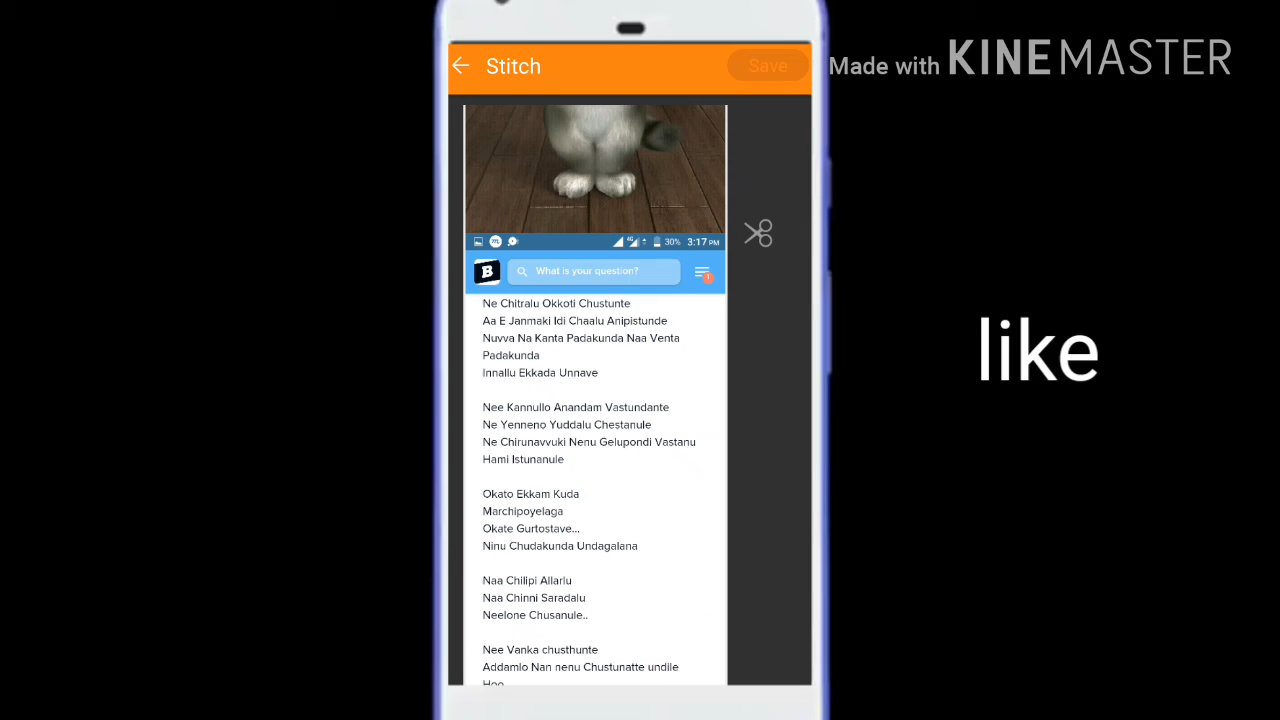 Stitch
Save
Made with KINEMASTER
30% 3:17 PM
B What is your question?
1
Ne Chitralu Okkoti Chustunte
Aa E Janmaki Idi Chaalu Anipistunde
Nuvva Na Kanta Padakunda Naa Venta
Padakunda
Innallu Ekkada Unnave
Nee Kannullo Anandam Vastundante
Ne Yenneno Yuddalu Chestanule
Ne Chirunavvuki Nenu Gelupondi Vastanu
Hami Istunanule
Okato Ekkam Kuda
Marchipoyelaga
Okate Gurtostave...
Ninu Chudakunda Undagalana
Naa Chilipi Allarlu
Naa Chinni Saradalu
Neelone Chusanule..
Nee Vanka chusthunte
Addamlo Nan nenu Chustunatte undile
Hoo
like